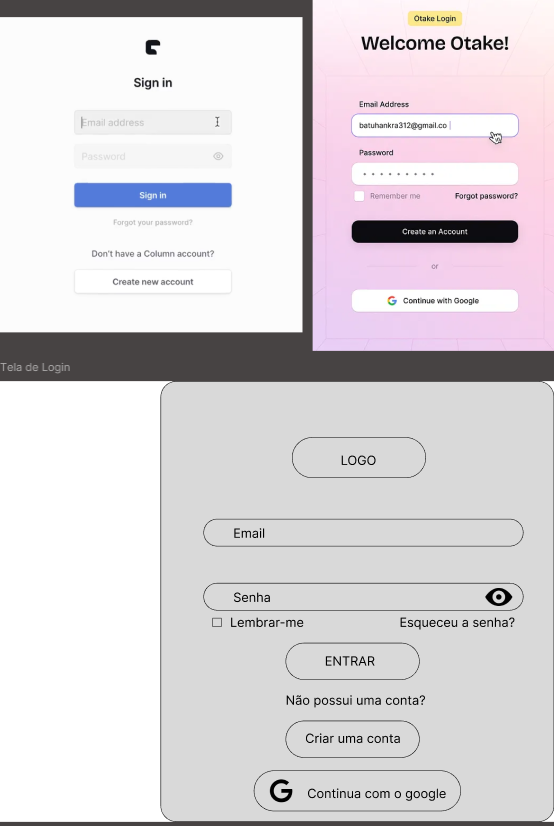 Sign in
Email address
Password
Sign in
Forgot your password?
Don't have a Column account?
Create new account
Otake Login
Welcome Otake!
Email Address
batuhankra312@gmail.co
Password
Remember me
Forgot password?
Create an Account
or
Continue with Google
Tela de Login
LOGO
Email
Senha
Lembrar-me
Esqueceu a senha?
ENTRAR
Não possui uma conta?
Criar uma conta
Continua com o google